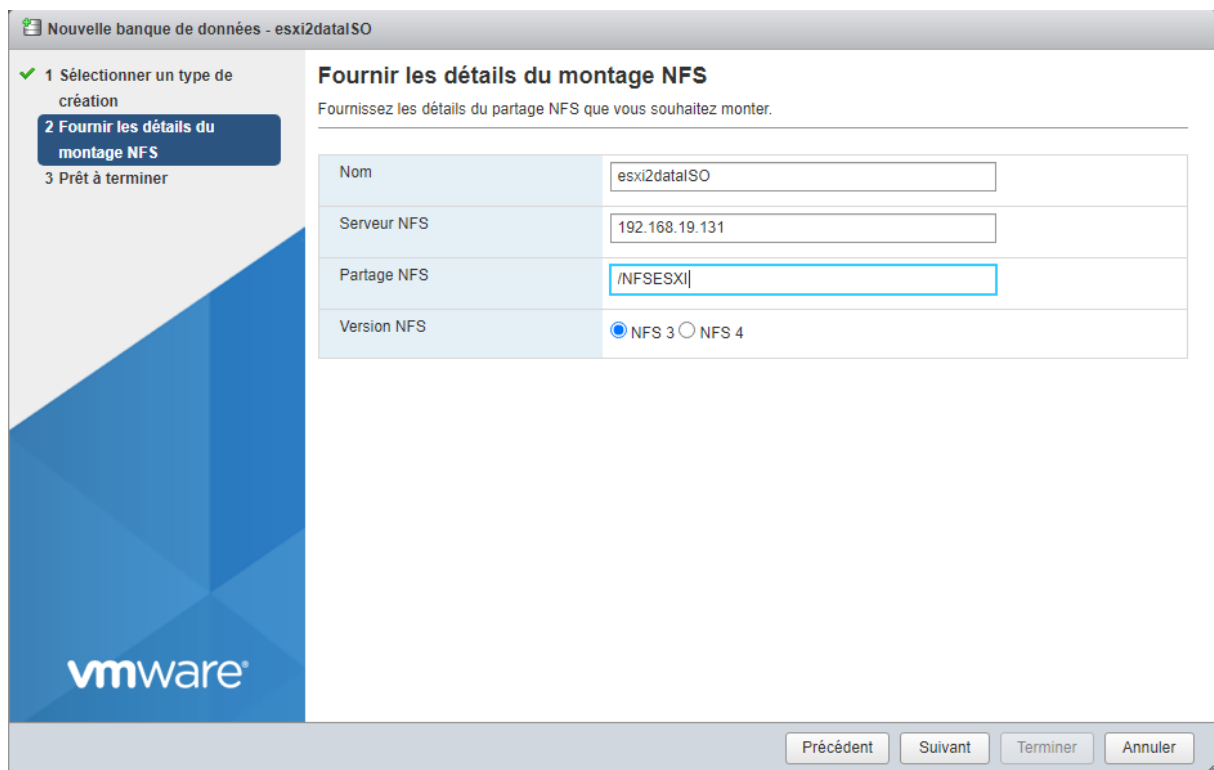 Nouvelle banque de données - esxi2dataISO
1 Sélectionner un type de
création
2 Fournir les détails du
montage NFS
3 Prêt à terminer
Fournir les détails du montage NFS
Fournissez les détails du partage NFS que vous souhaitez monter.
Nom
esxi2dataISO
Serveur NFS
192.168.19.131
Partage NFS
/NFSESXI
Version NFS
NFS 3 NFS 4
vmware®
Précédent Suivant Terminer Annuler